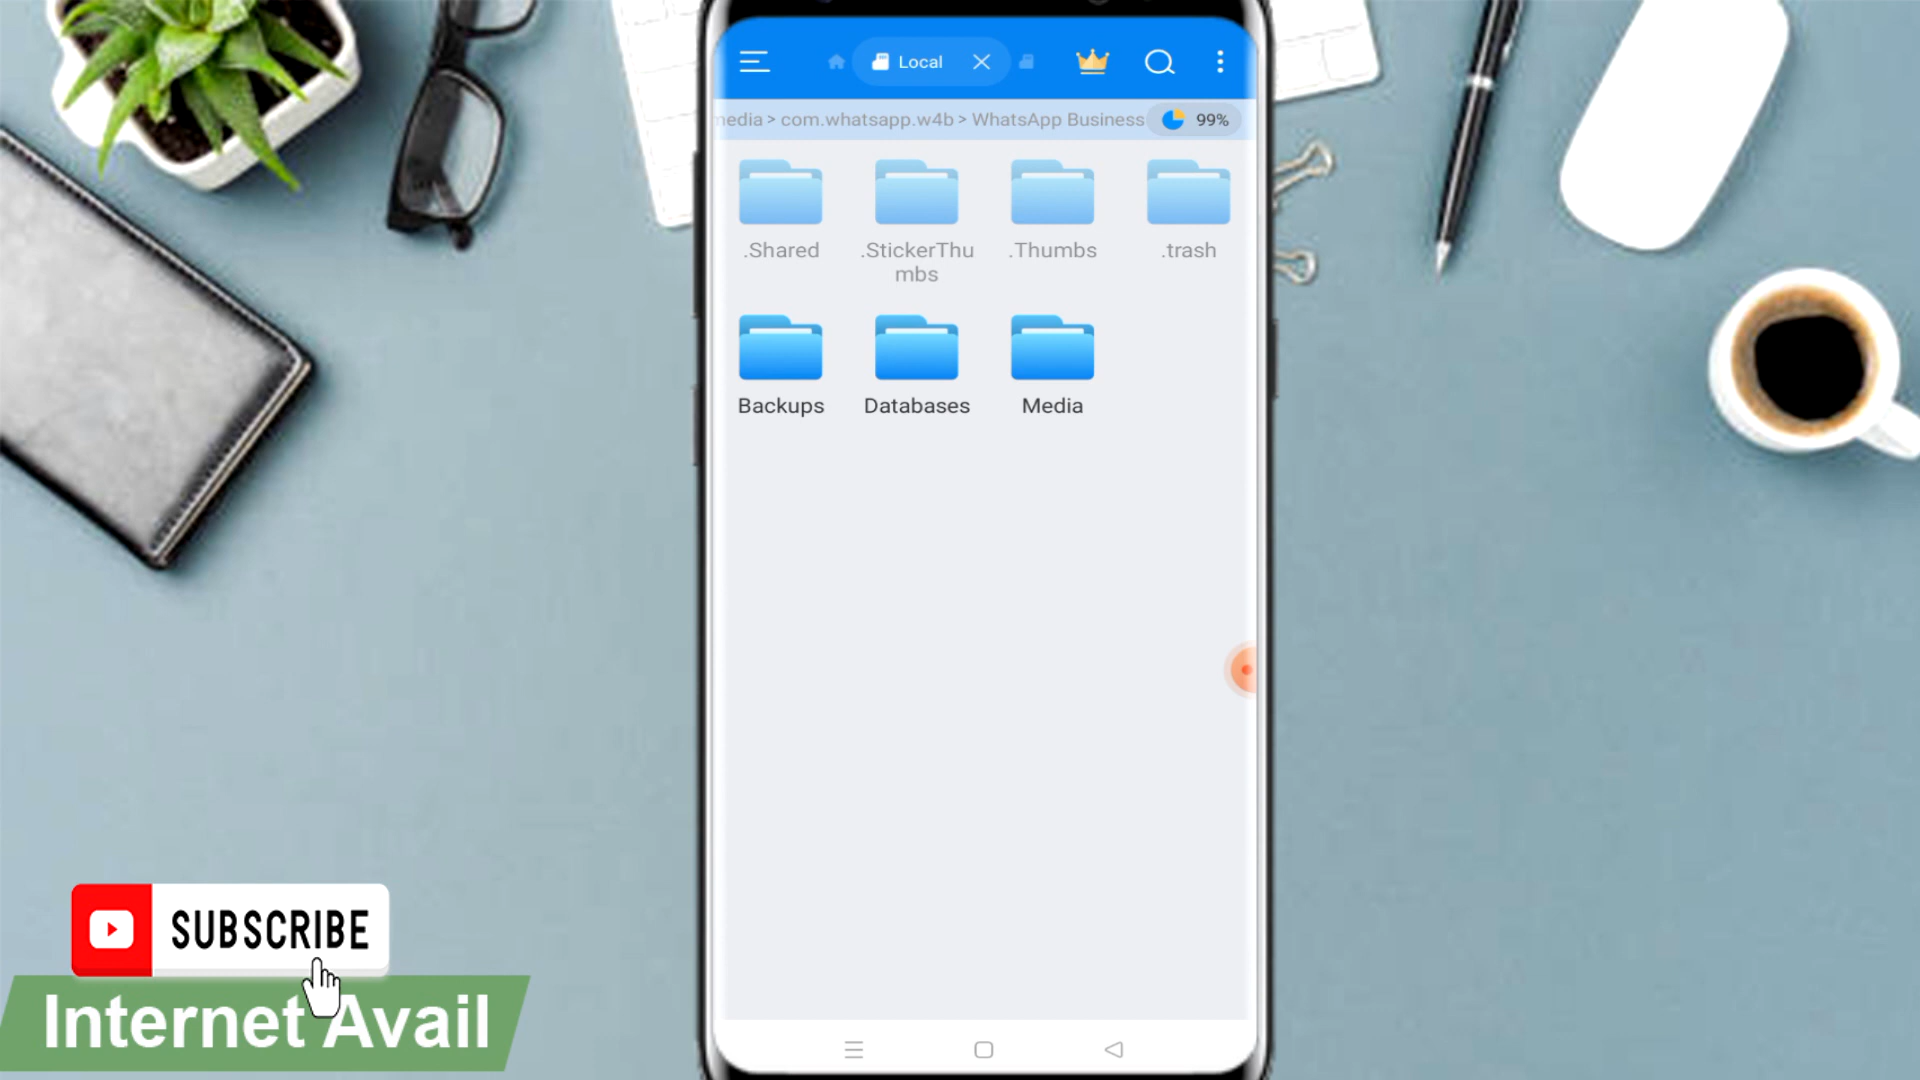 Local
media > com.whatsapp.w4b > WhatsApp Business
99%
.Shared
.StickerThu
mbs
.Thumbs
.trash
Backups
Databases
Media
SUBSCRIBE
Internet Avail